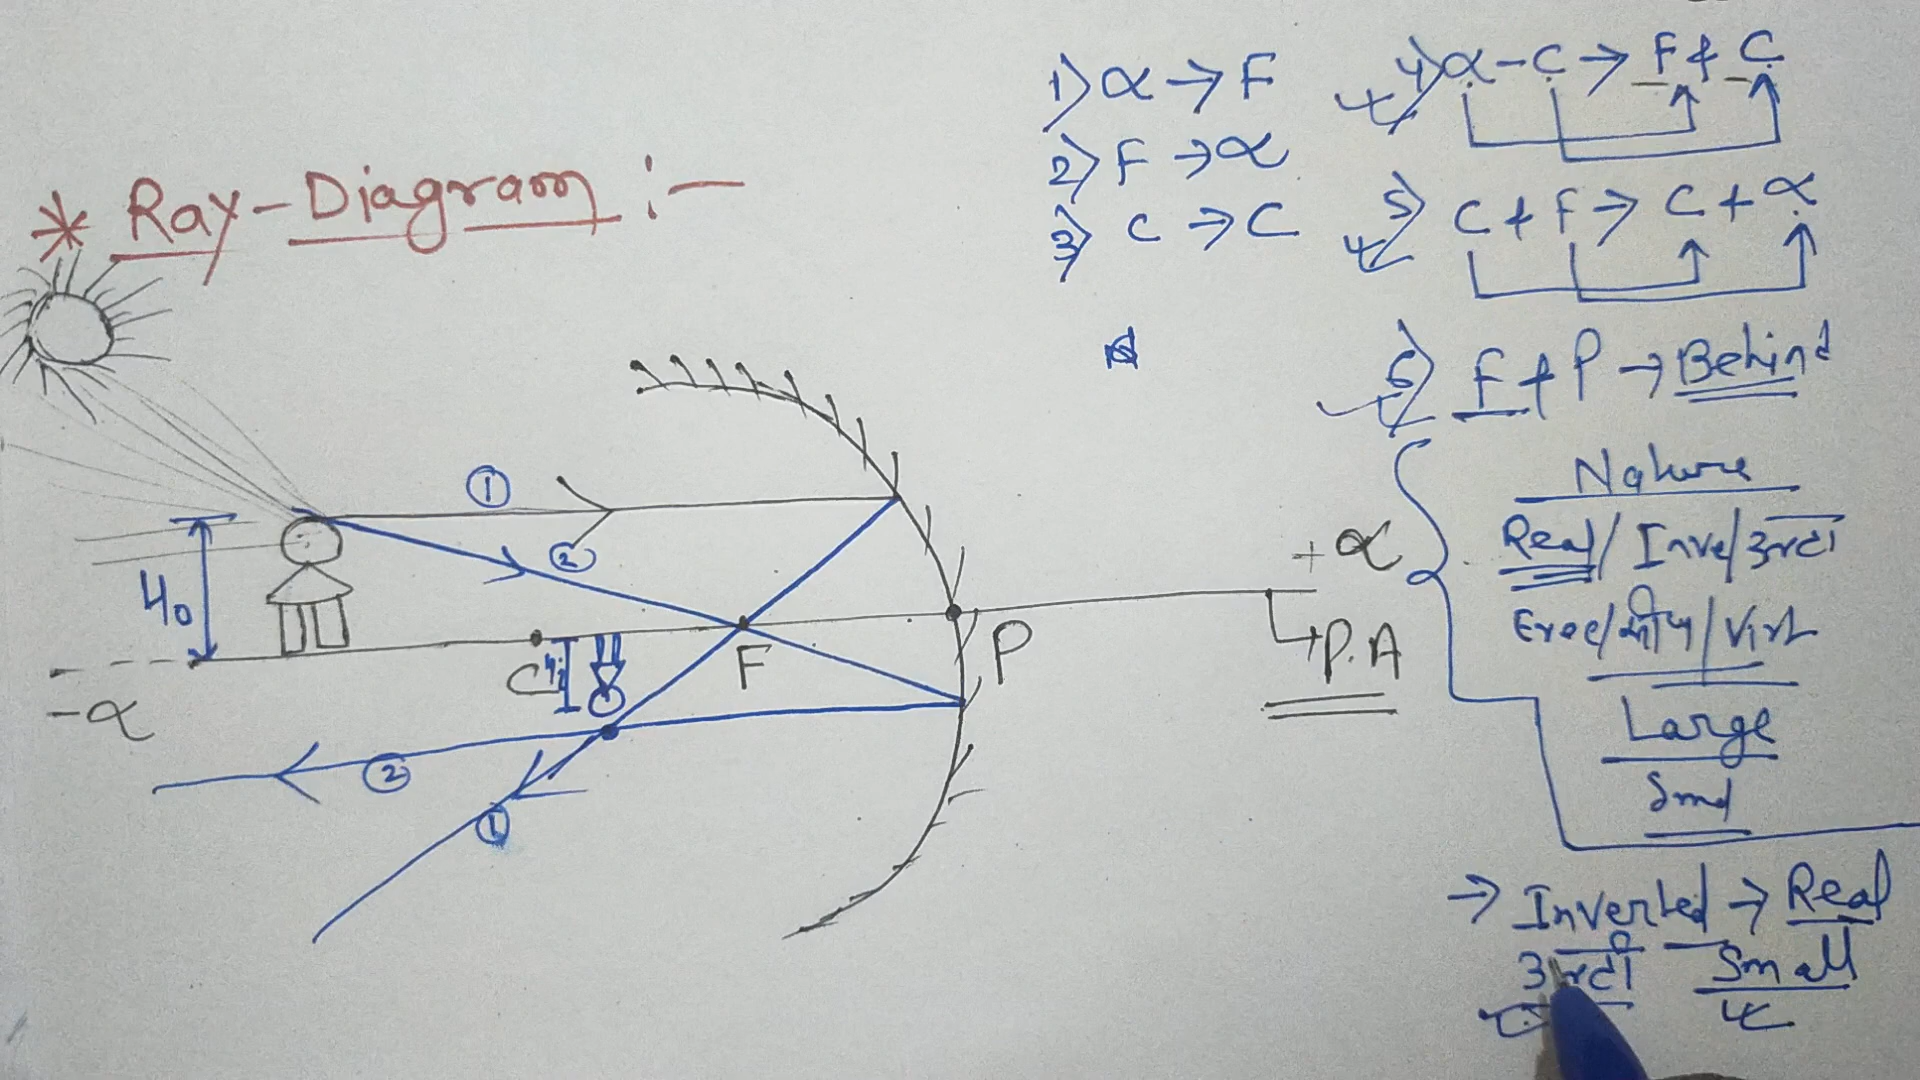 * Ray-Diagram :-
1) α → F
2) F → α
3) C → C
4) α - C → F & C
5) C + F → C + α
6) F & P → Behind
Nature
Real / Inve / उल्टा
Erec / सीधा / Virt
Large
Small
→ Inverted → Real
उल्टा Small
①
②
H₀
C
F
P
+ α
P.A
- α
②
①